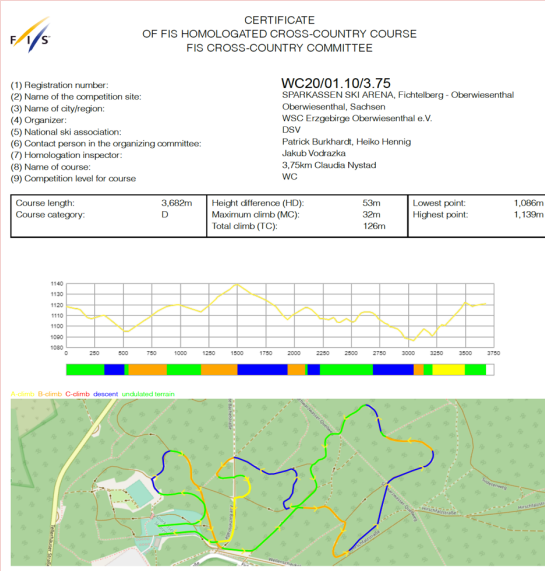 CERTIFICATE
OF FIS HOMOLOGATED CROSS-COUNTRY COURSE
FIS CROSS-COUNTRY COMMITTEE
F I S
(1) Registration number: WC20/01.10/3.75
(2) Name of the competition site: SPARKASSEN SKI ARENA, Fichtelberg - Oberwiesenthal
(3) Name of city/region: Oberwiesenthal, Sachsen
(4) Organizer: WSC Erzgebirge Oberwiesenthal e.V.
(5) National ski association: DSV
(6) Contact person in the organizing committee: Patrick Burkhardt, Heiko Hennig
(7) Homologation inspector: Jakub Vodrazka
(8) Name of course: 3,75km Claudia Nystad
(9) Competition level for course WC
Course length: 3,682m Height difference (HD): 53m Lowest point: 1,086m
Course category: D Maximum climb (MC): 32m Highest point: 1,139m
Total climb (TC): 126m
1140
1130
1120
1110
1100
1090
1080
0 250 500 750 1000 1250 1500 1750 2000 2250 2500 2750 3000 3250 3500 3750
B-climb C-climb descent undulated terrain